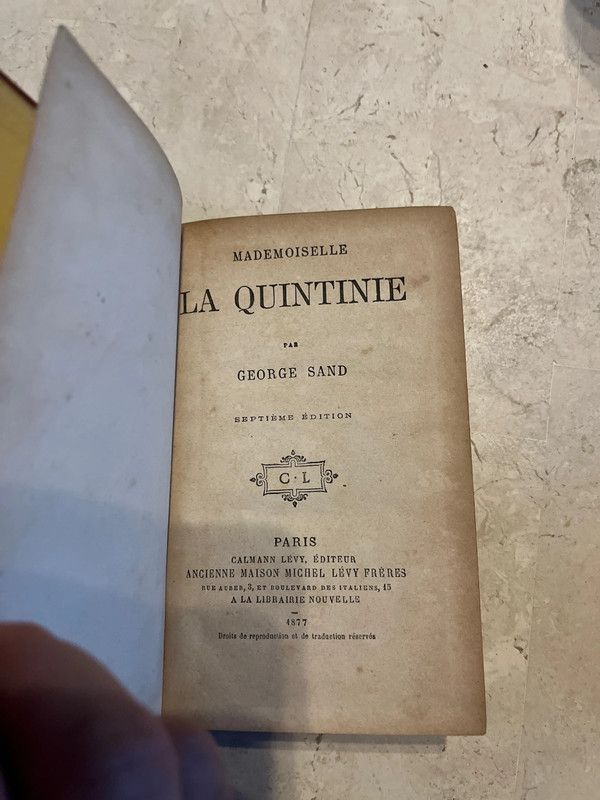 MADEMOISELLE
LA QUINTINIE
PAR
GEORGE SAND
SEPTIÈME ÉDITION
C·L
PARIS
CALMANN LÉVY, ÉDITEUR
ANCIENNE MAISON MICHEL LÉVY FRÈRES
RUE AUBER, 3, ET BOULEVARD DES ITALIENS, 15
A LA LIBRAIRIE NOUVELLE
1877
Droits de reproduction et de traduction réservés